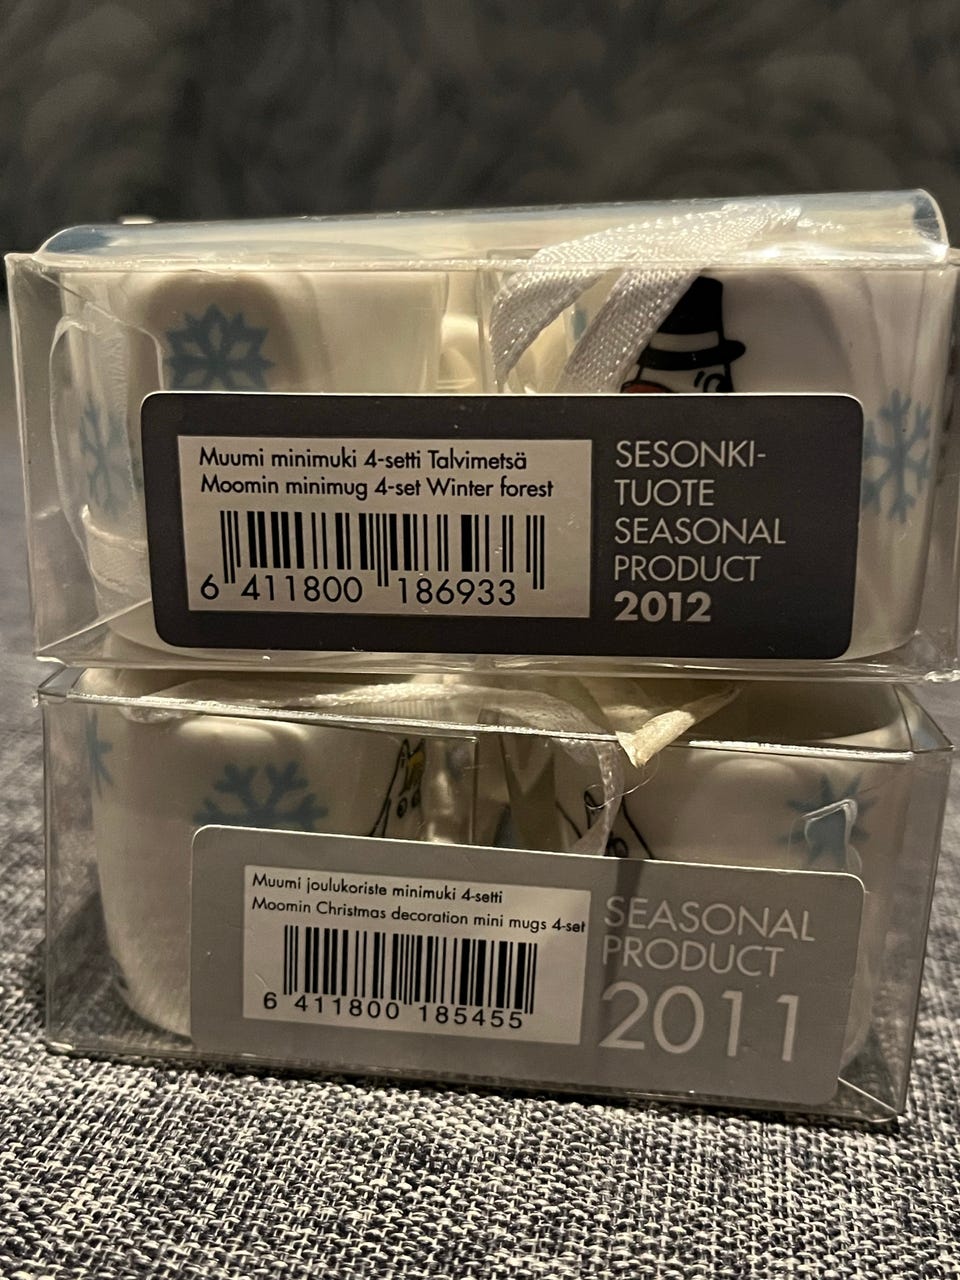 Muumi minimuki 4-setti Talvimetsä
Moomin minimug 4-set Winter forest
6 411800 186933
SESONKI-
TUOTE
SEASONAL
PRODUCT
2012
Muumi joulukoriste minimuki 4-setti
Moomin Christmas decoration mini mugs 4-set
6 411800 185455
SEASONAL
PRODUCT
2011